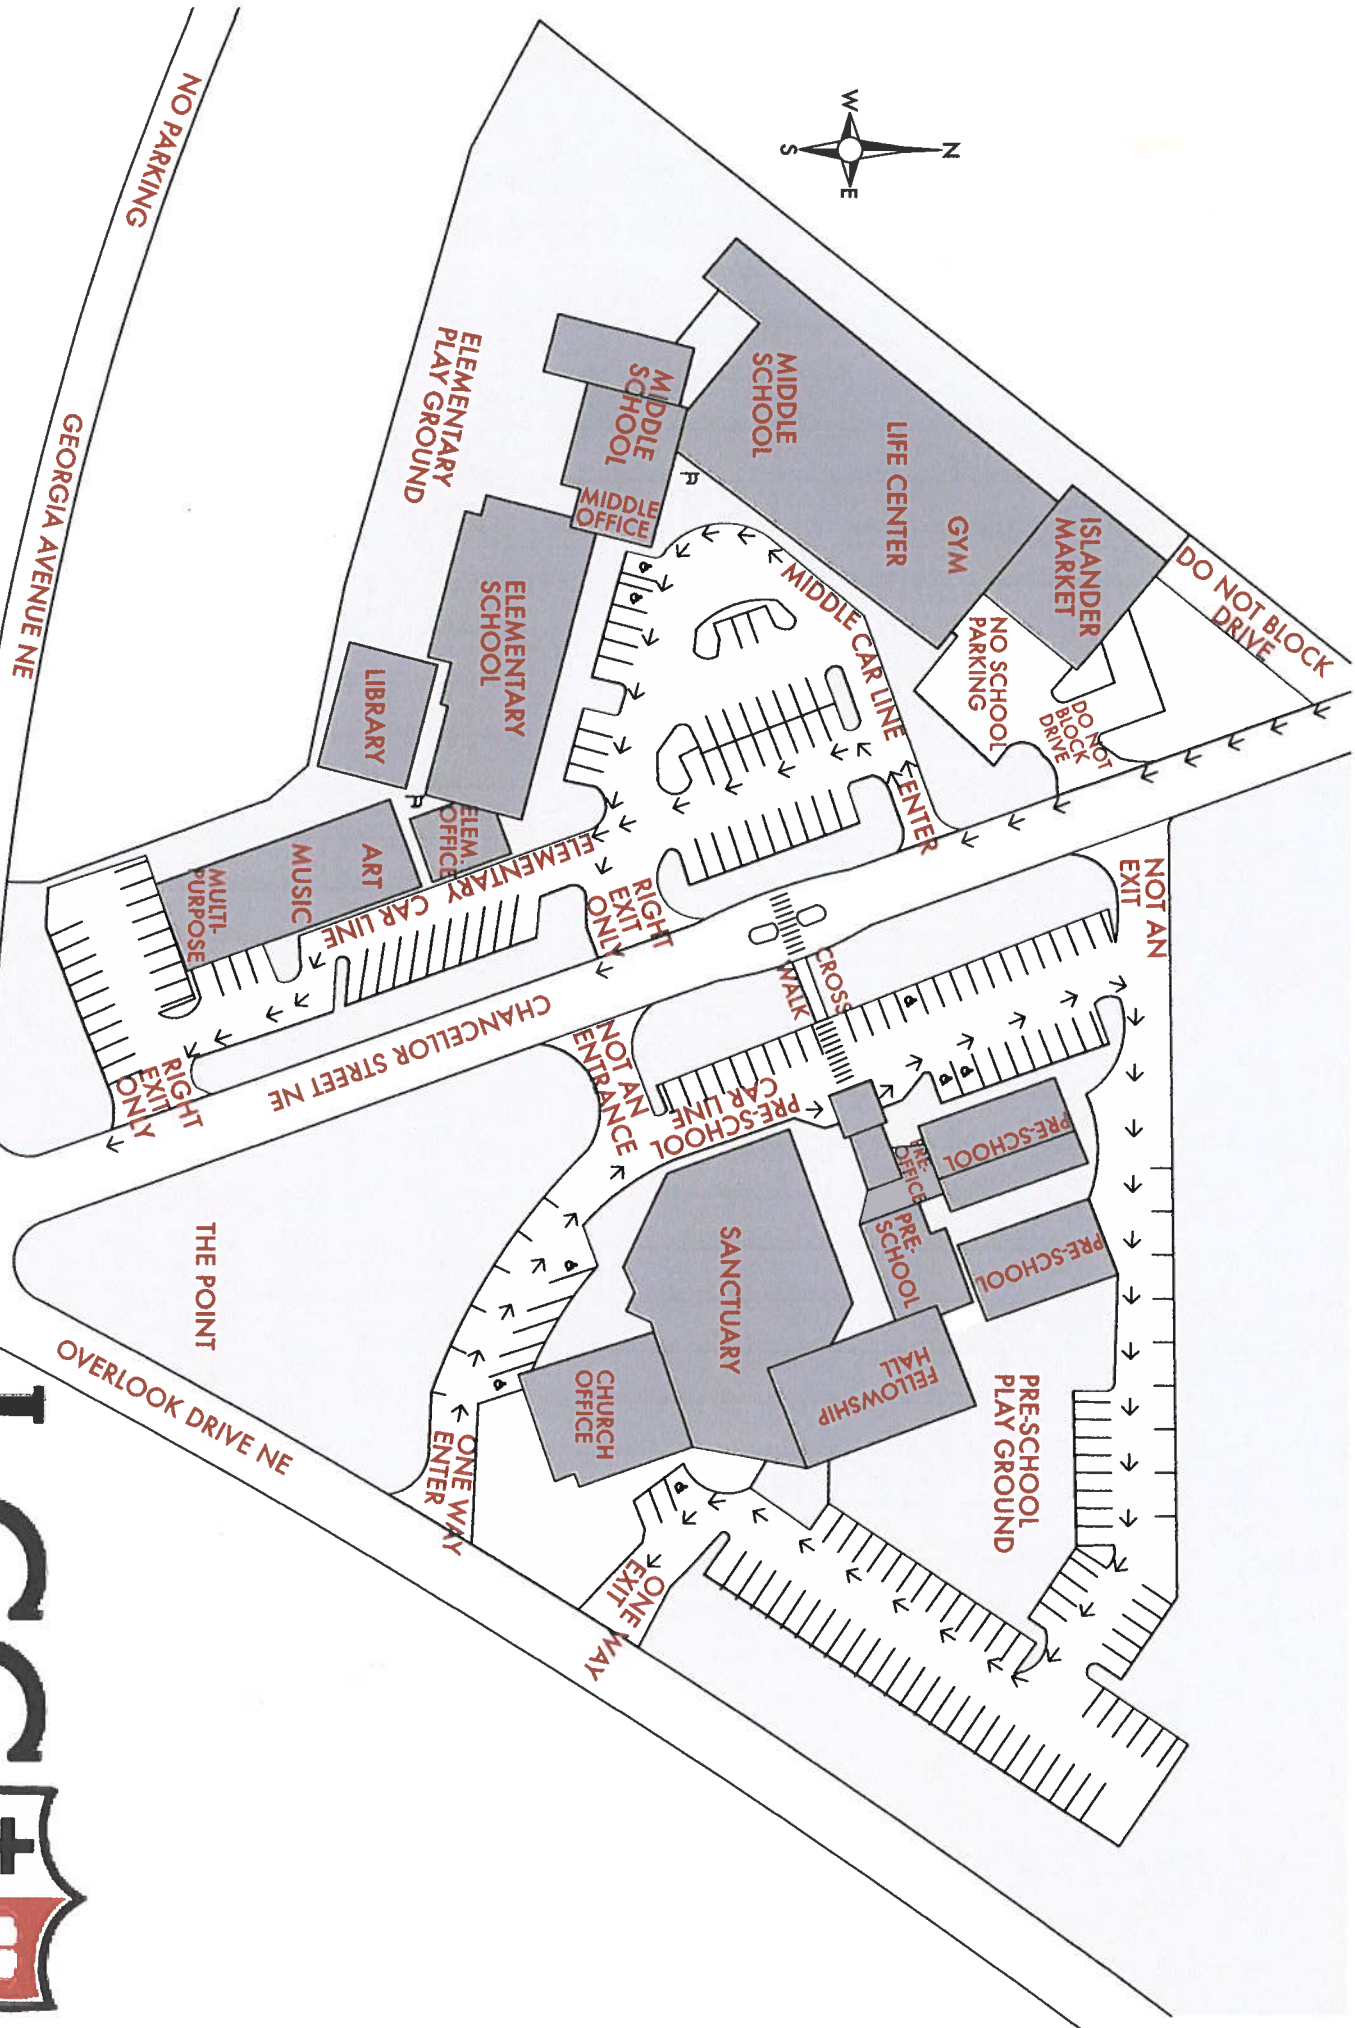 N
W
E
S
DO NOT BLOCK
DRIVE
ISLANDER
MARKET
GYM
LIFE CENTER
MIDDLE
SCHOOL
NO SCHOOL
PARKING
DO NOT
BLOCK
DRIVE
MIDDLE CAR LINE
ENTER
MIDDLE
SCHOOL
MIDDLE
OFFICE
ELEMENTARY
PLAY GROUND
ELEMENTARY
SCHOOL
LIBRARY
ELEM.
OFFICE
ART
MUSIC
MULTI-
PURPOSE
ELEMENTARY CAR LINE
RIGHT
EXIT
ONLY
RIGHT
EXIT
ONLY
NO PARKING
GEORGIA AVENUE NE
CHANCELLOR STREET NE
CROSS
WALK
NOT AN
EXIT
NOT AN
ENTRANCE
PRE-SCHOOL
CAR LINE
PRE-SCHOOL
PRE-SCHOOL
PRE-
OFFICE
PRE-
SCHOOL
SANCTUARY
FELLOWSHIP
HALL
CHURCH
OFFICE
PRE-SCHOOL
PLAY GROUND
ONE WAY
ENTER
ONE WAY
EXIT
THE POINT
OVERLOOK DRIVE NE